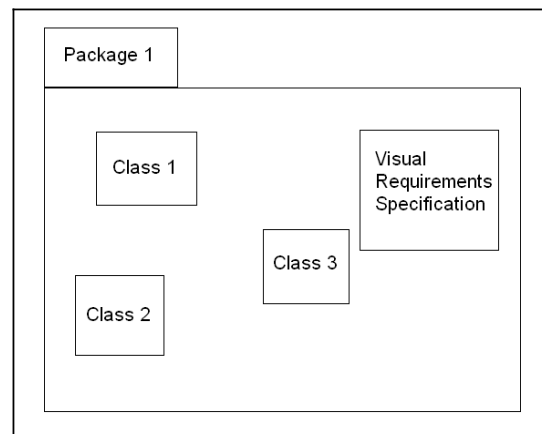 Package 1
Class 1
Visual
Requirements
Specification
Class 3
Class 2